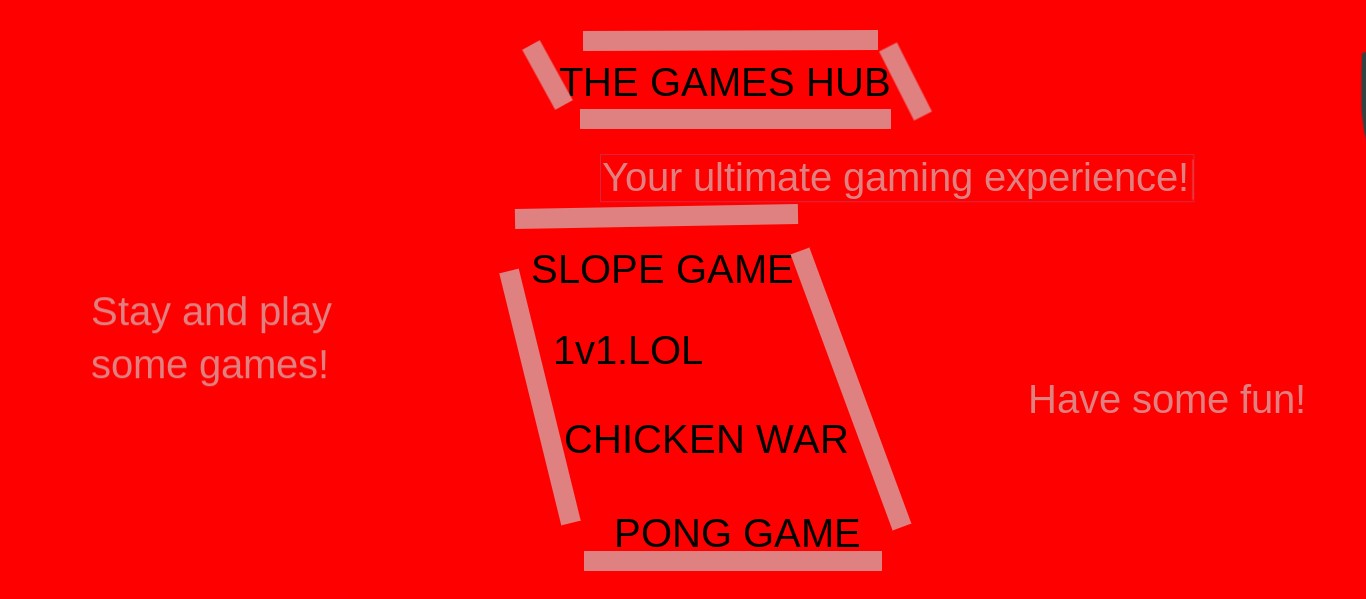 THE GAMES HUB
Your ultimate gaming experience!
SLOPE GAME
Stay and play
some games!
1v1.LOL
Have some fun!
CHICKEN WAR
PONG GAME